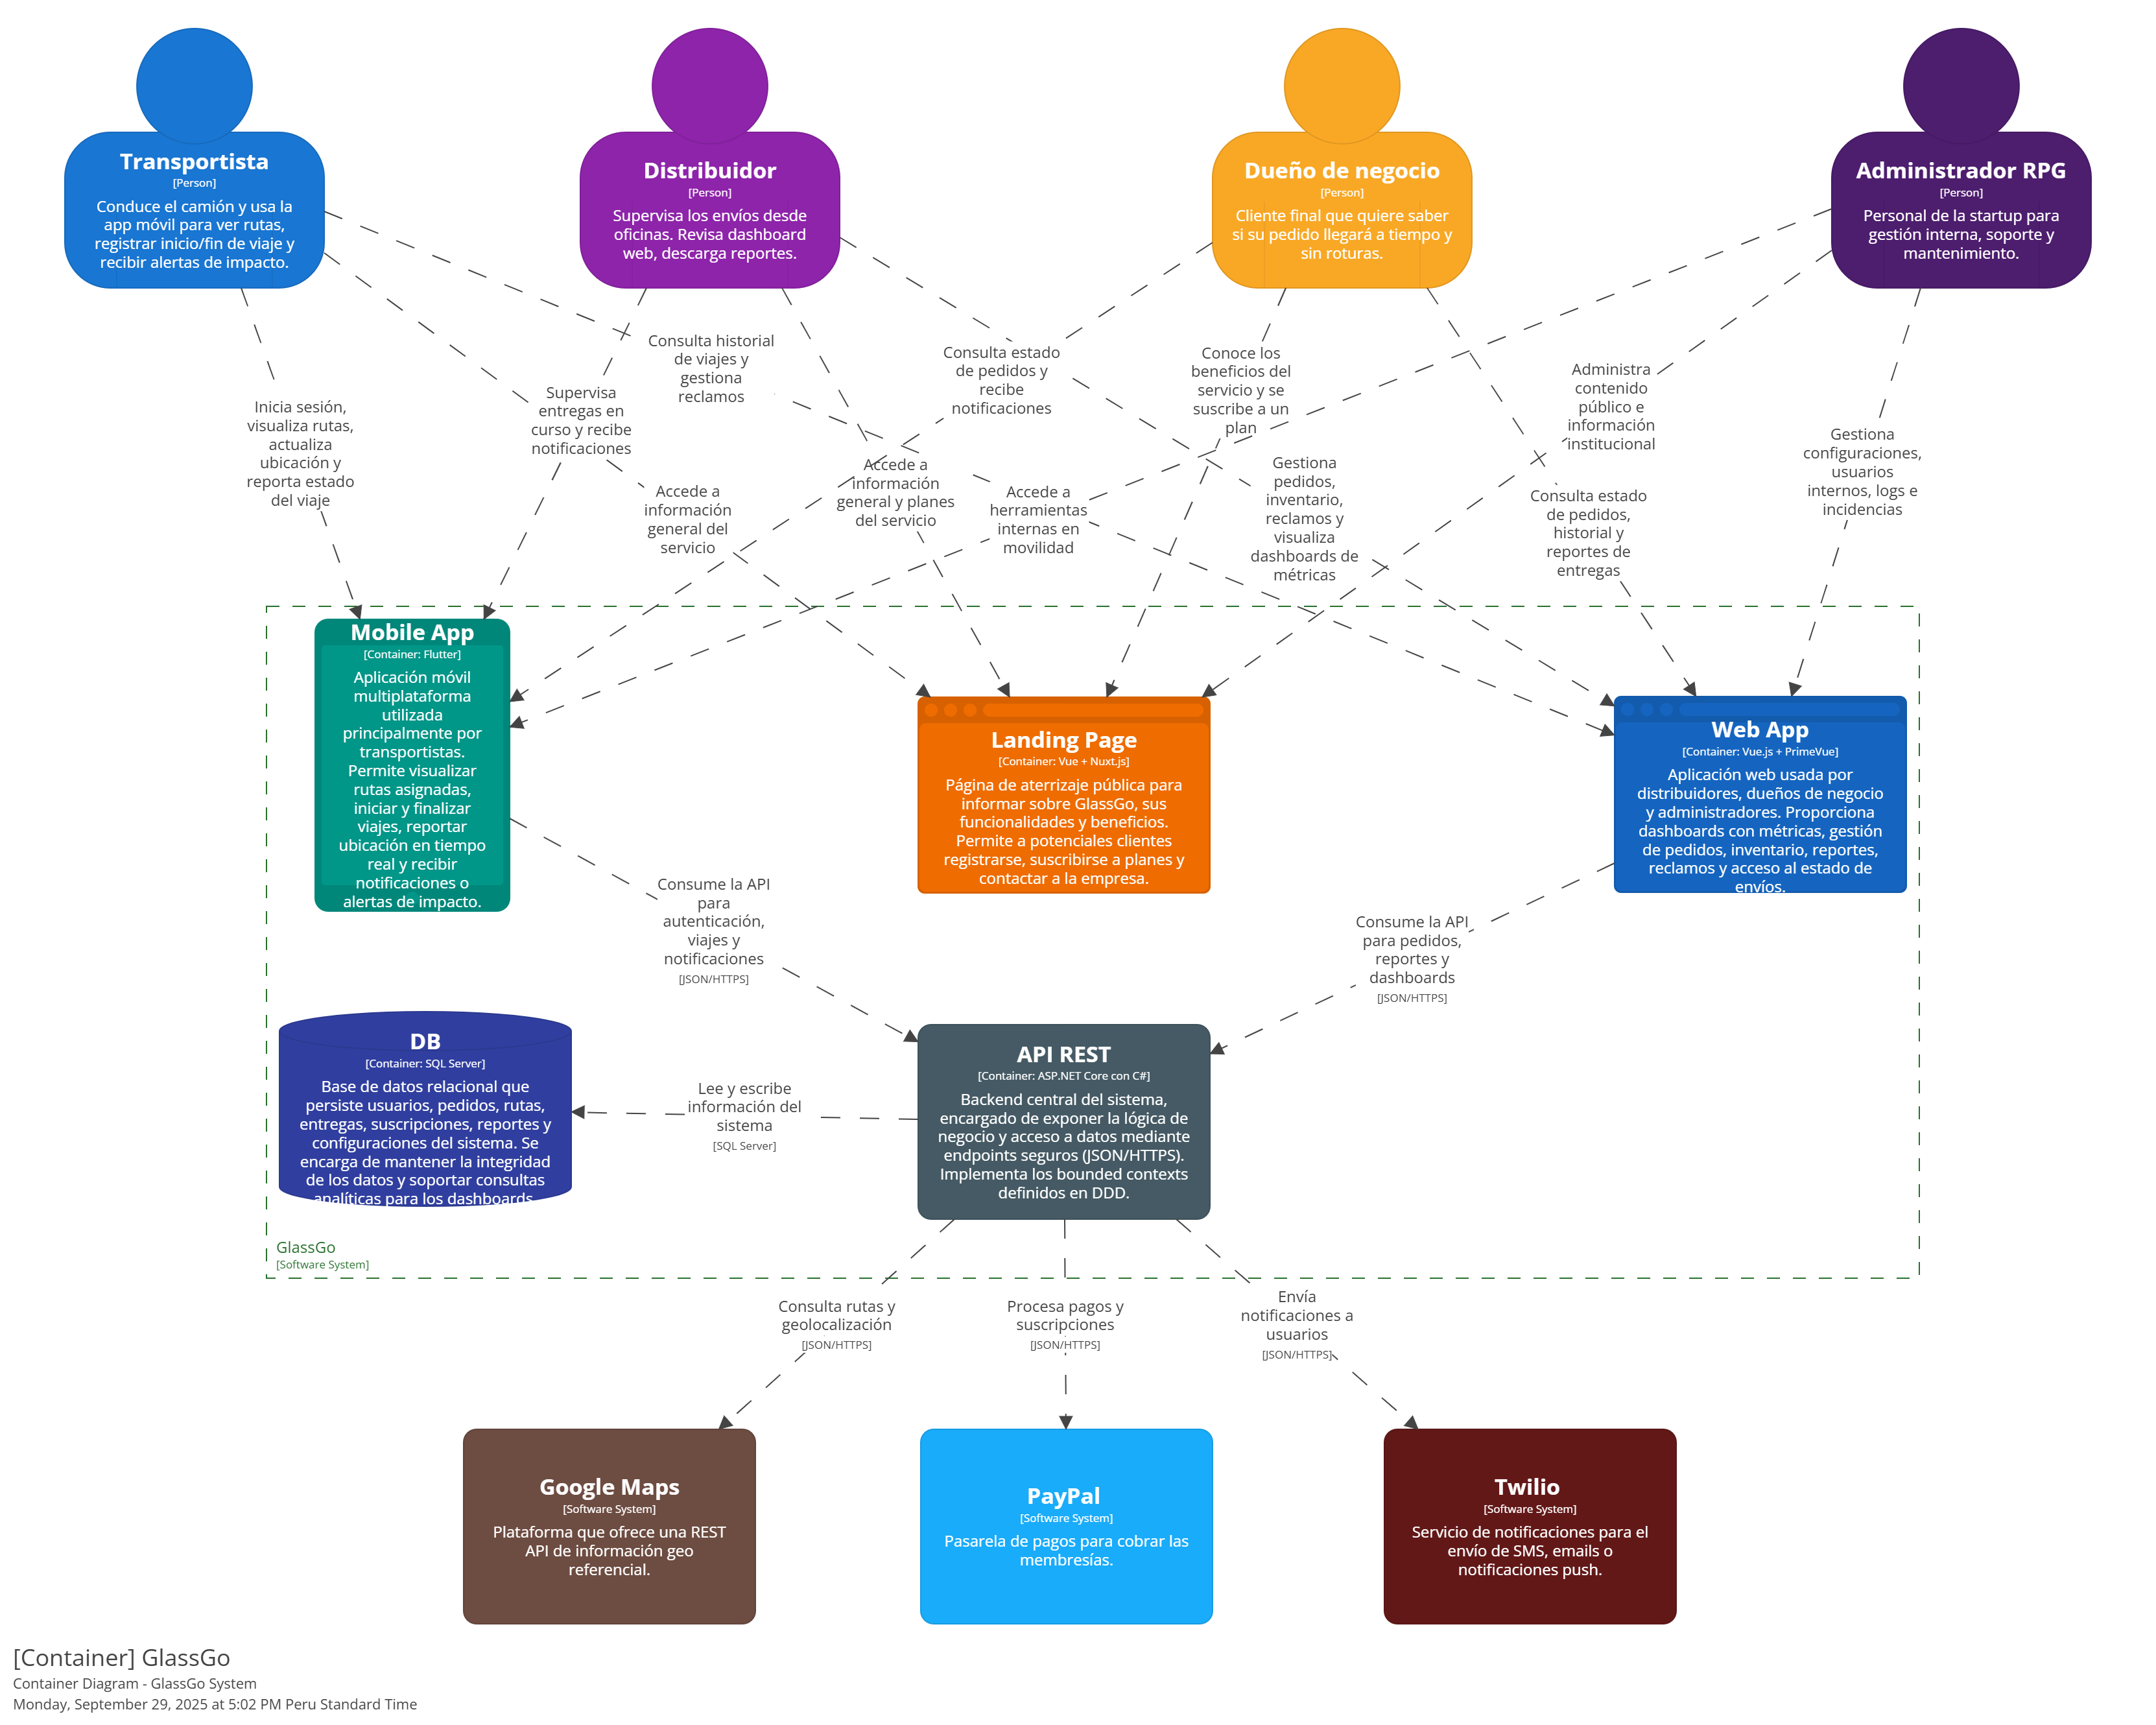 Transportista
[Person]
Conduce el camión y usa la
app móvil para ver rutas,
registrar inicio/fin de viaje y
recibir alertas de impacto.
Distribuidor
[Person]
Supervisa los envíos desde
oficinas. Revisa dashboard
web, descarga reportes.
Dueño de negocio
[Person]
Cliente final que quiere saber
si su pedido llegará a tiempo y
sin roturas.
Administrador RPG
[Person]
Personal de la startup para
gestión interna, soporte y
mantenimiento.
Inicia sesión,
visualiza rutas,
actualiza
ubicación y
reporta estado
del viaje
Supervisa
entregas en
curso y recibe
notificaciones
Consulta historial
de viajes y
gestiona
reclamos
Accede a
información
general del
servicio
Accede a
información
general y planes
del servicio
Consulta estado
de pedidos y
recibe
notificaciones
Accede a
herramientas
internas en
movilidad
Conoce los
beneficios del
servicio y se
suscribe a un
plan
Gestiona
pedidos,
inventario,
reclamos y
visualiza
dashboards de
métricas
Administra
contenido
público e
información
institucional
Consulta estado
de pedidos,
historial y
reportes de
entregas
Gestiona
configuraciones,
usuarios
internos, logs e
incidencias
Mobile App
[Container: Flutter]
Aplicación móvil
multiplataforma
utilizada
principalmente por
transportistas.
Permite visualizar
rutas asignadas,
iniciar y finalizar
viajes, reportar
ubicación en tiempo
real y recibir
notificaciones o
alertas de impacto.
Landing Page
[Container: Vue + Nuxt.js]
Página de aterrizaje pública para
informar sobre GlassGo, sus
funcionalidades y beneficios.
Permite a potenciales clientes
registrarse, suscribirse a planes y
contactar a la empresa.
Web App
[Container: Vue.js + PrimeVue]
Aplicación web usada por
distribuidores, dueños de negocio
y administradores. Proporciona
dashboards con métricas, gestión
de pedidos, inventario, reportes,
reclamos y acceso al estado de
envíos.
Consume la API
para
autenticación,
viajes y
notificaciones
[JSON/HTTPS]
Consume la API
para pedidos,
reportes y
dashboards
[JSON/HTTPS]
DB
[Container: SQL Server]
Base de datos relacional que
persiste usuarios, pedidos, rutas,
entregas, suscripciones, reportes y
configuraciones del sistema. Se
encarga de mantener la integridad
de los datos y soportar consultas
analíticas para los dashboards.
Lee y escribe
información del
sistema
[SQL Server]
API REST
[Container: ASP.NET Core con C#]
Backend central del sistema,
encargado de exponer la lógica de
negocio y acceso a datos mediante
endpoints seguros (JSON/HTTPS).
Implementa los bounded contexts
definidos en DDD.
GlassGo
[Software System]
Consulta rutas y
geolocalización
[JSON/HTTPS]
Procesa pagos y
suscripciones
[JSON/HTTPS]
Envía
notificaciones a
usuarios
[JSON/HTTPS]
Google Maps
[Software System]
Plataforma que ofrece una REST
API de información geo
referencial.
PayPal
[Software System]
Pasarela de pagos para cobrar las
membresías.
Twilio
[Software System]
Servicio de notificaciones para el
envío de SMS, emails o
notificaciones push.
[Container] GlassGo
Container Diagram - GlassGo System
Monday, September 29, 2025 at 5:02 PM Peru Standard Time